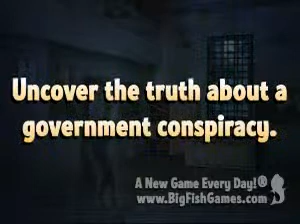 Uncover the truth about a
government conspiracy.
A New Game Every Day!®
www.BigFishGames.com